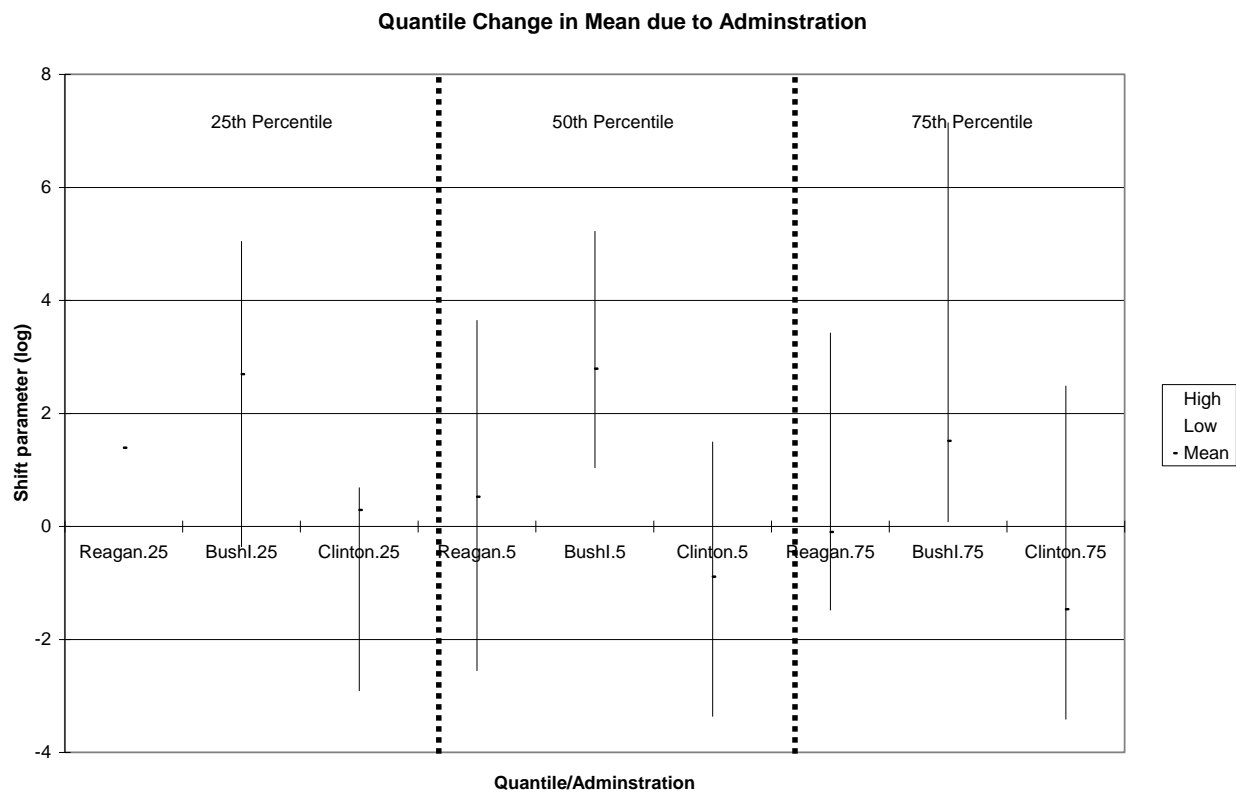 Quantile Change in Mean due to Adminstration
8
25th Percentile
50th Percentile
75th Percentile
6
4
2
0
-2
-4
Shift parameter (log)
Reagan.25
BushI.25
Clinton.25
Reagan.5
BushI.5
Clinton.5
Reagan.75
BushI.75
Clinton.75
Quantile/Adminstration
High
Low
Mean